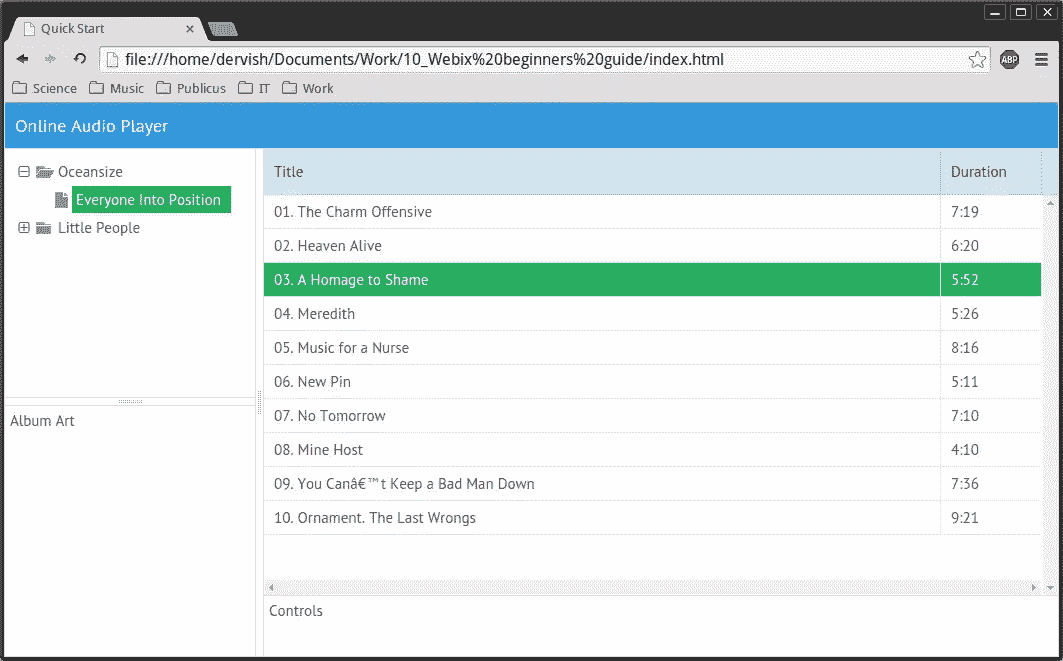 Quick Start
file:///home/dervish/Documents/Work/10_Webix%20beginners%20guide/index.html
ABP
Science Music Publicus IT Work
Online Audio Player
Oceansize
Everyone Into Position
Little People
Album Art
Title Duration
01. The Charm Offensive 7:19
02. Heaven Alive 6:20
03. A Homage to Shame 5:52
04. Meredith 5:26
05. Music for a Nurse 8:16
06. New Pin 5:11
07. No Tomorrow 7:10
08. Mine Host 4:10
09. You Canâ€™t Keep a Bad Man Down 7:36
10. Ornament. The Last Wrongs 9:21
Controls